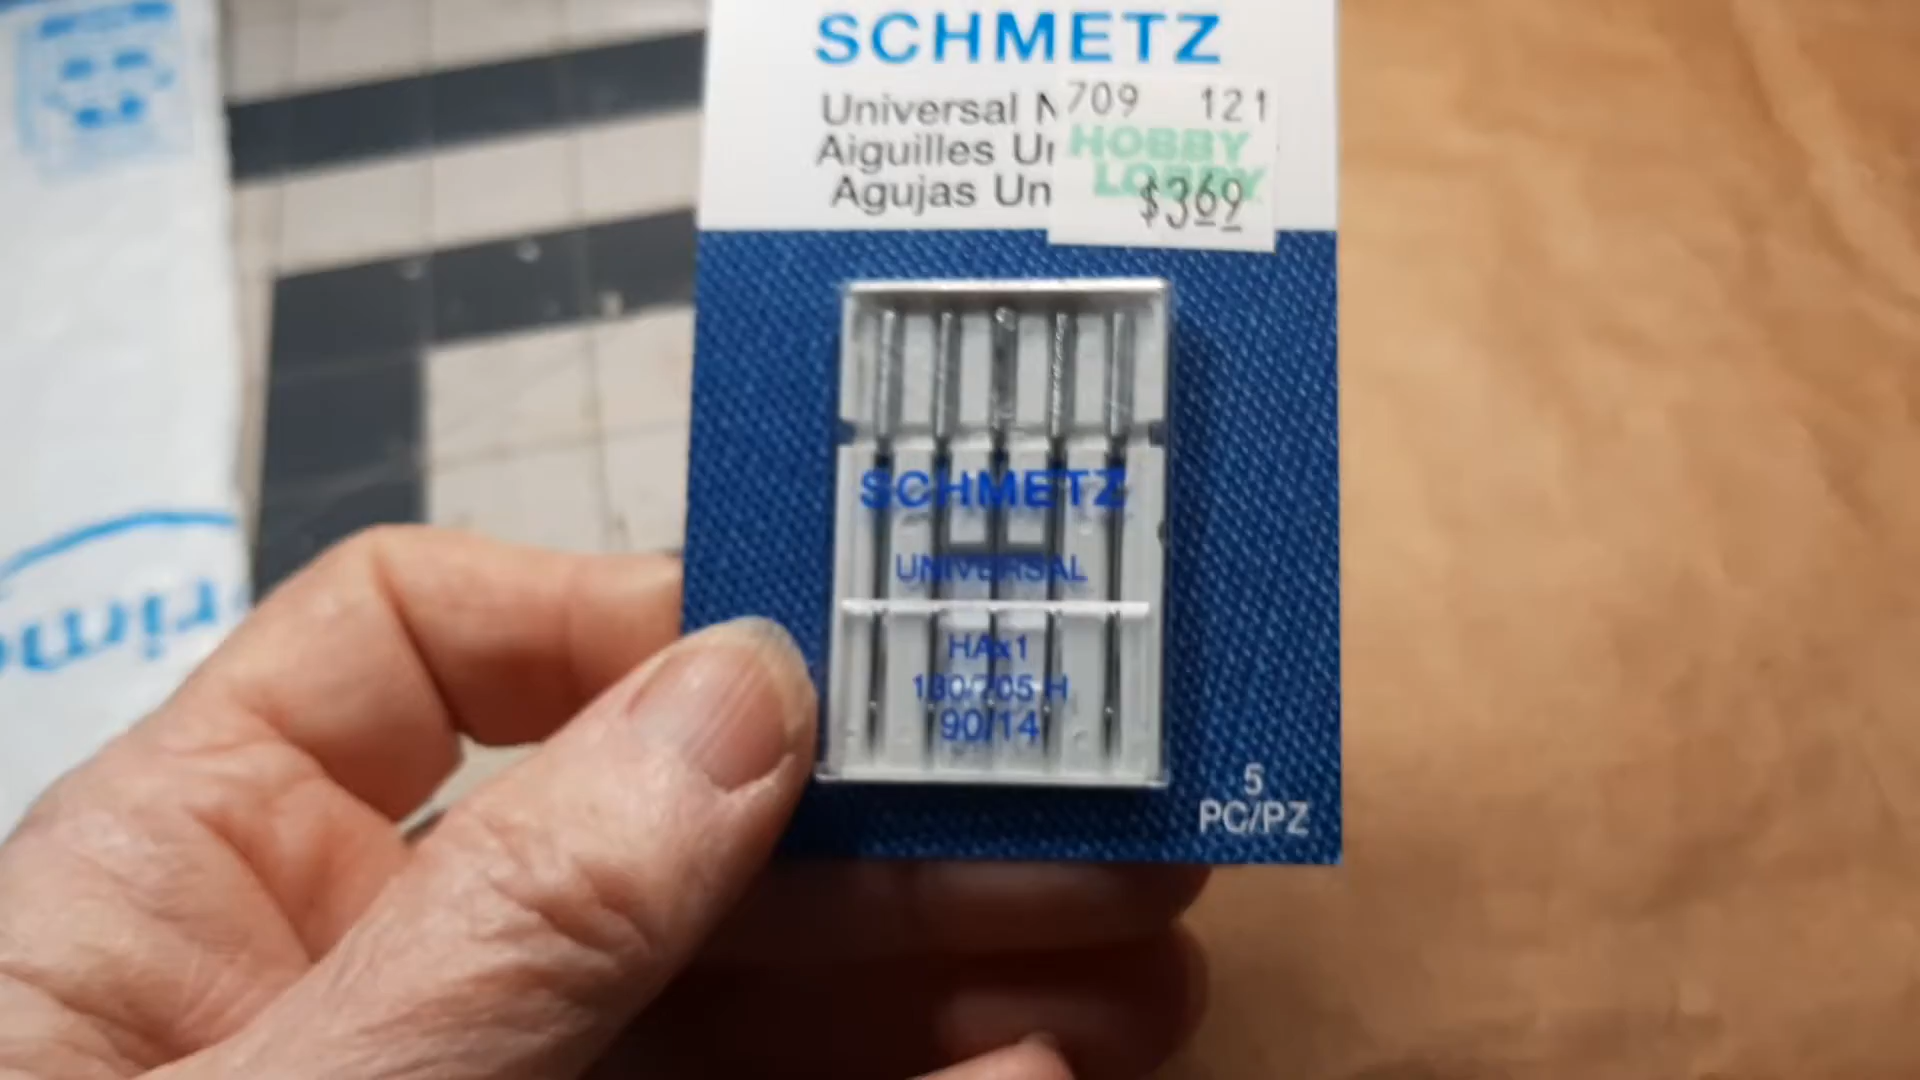 SCHMETZ
Universal N
Aiguilles Un
Agujas Un
709 121
HOBBY
LOBBY
$3.69
SCHMETZ
UNIVERSAL
HAx1
130/705 H
90/14
5
PC/PZ